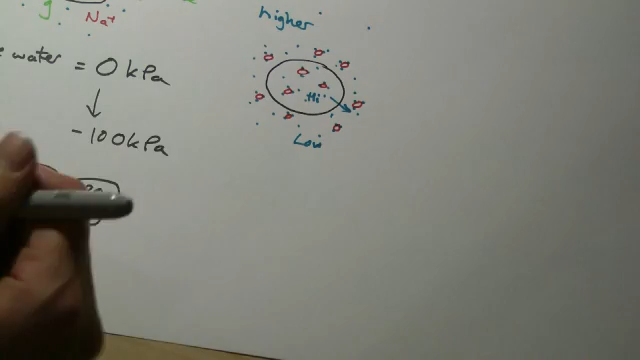 Na⁺
higher
water = 0 kPa
↓
-100 kPa
Hi
Low